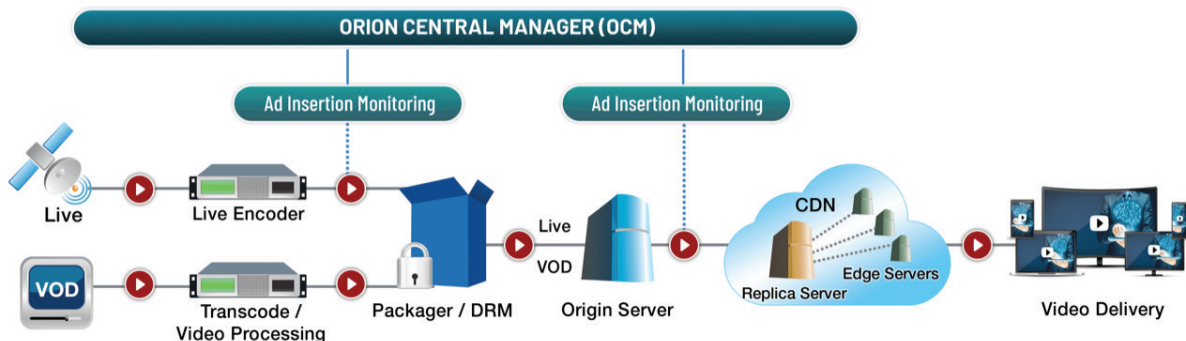 ORION CENTRAL MANAGER (OCM)
Ad Insertion Monitoring
Ad Insertion Monitoring
Live
Live Encoder
Live
VOD
CDN
Edge Servers
Replica Server
VOD
Transcode /
Video Processing
Packager / DRM
Origin Server
Video Delivery